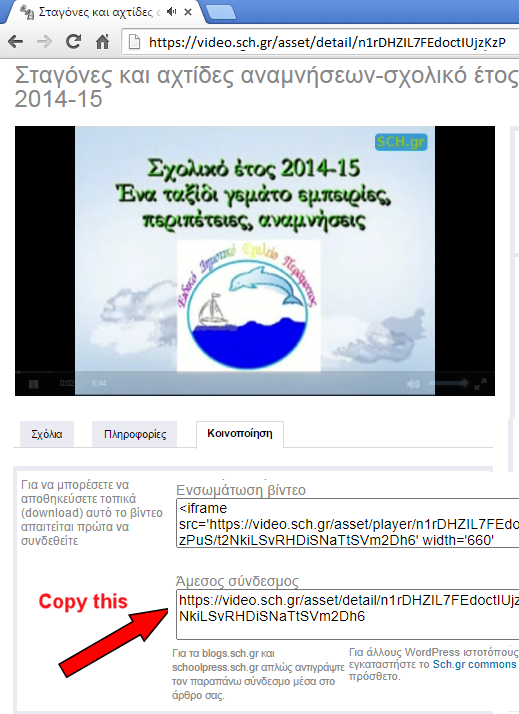 Σταγόνες και αχτίδες α
https://video.sch.gr/asset/detail/n1rDHZIL7FEdoctIUjzKzP
Σταγόνες και αχτίδες αναμνήσεων-σχολικό έτος
2014-15
SCH.gr
Σχολικό έτος 2014-15
Ένα ταξίδι γεμάτο εμπειρίες,
περιπέτειες, αναμνήσεις
Ειδικό Δημοτικό Σχολείο Περάματος
0:02
6:44
Σχόλια
Πληροφορίες
Κοινοποίηση
Για να μπορέσετε να
αποθηκεύσετε τοπικά
(download) αυτό το βίντεο
απαιτείται πρώτα να
συνδεθείτε
Ενσωμάτωση βίντεο
<iframe
src='https://video.sch.gr/asset/player/n1rDHZIL7FEdo
zPuS/t2NkiLSvRHDiSNaTtSVm2Dh6' width='660'
Άμεσος σύνδεσμος
https://video.sch.gr/asset/detail/n1rDHZIL7FEdoctIUjz
NkiLSvRHDiSNaTtSVm2Dh6
Copy this
Για τα blogs.sch.gr και
schoolpress.sch.gr απλώς αντιγράψτε
τον παραπάνω σύνδεσμο μέσα στο
άρθρο σας.
Για άλλους WordPress ιστοτόπους
εγκαταστήστε το Sch.gr commons
πρόσθετο.